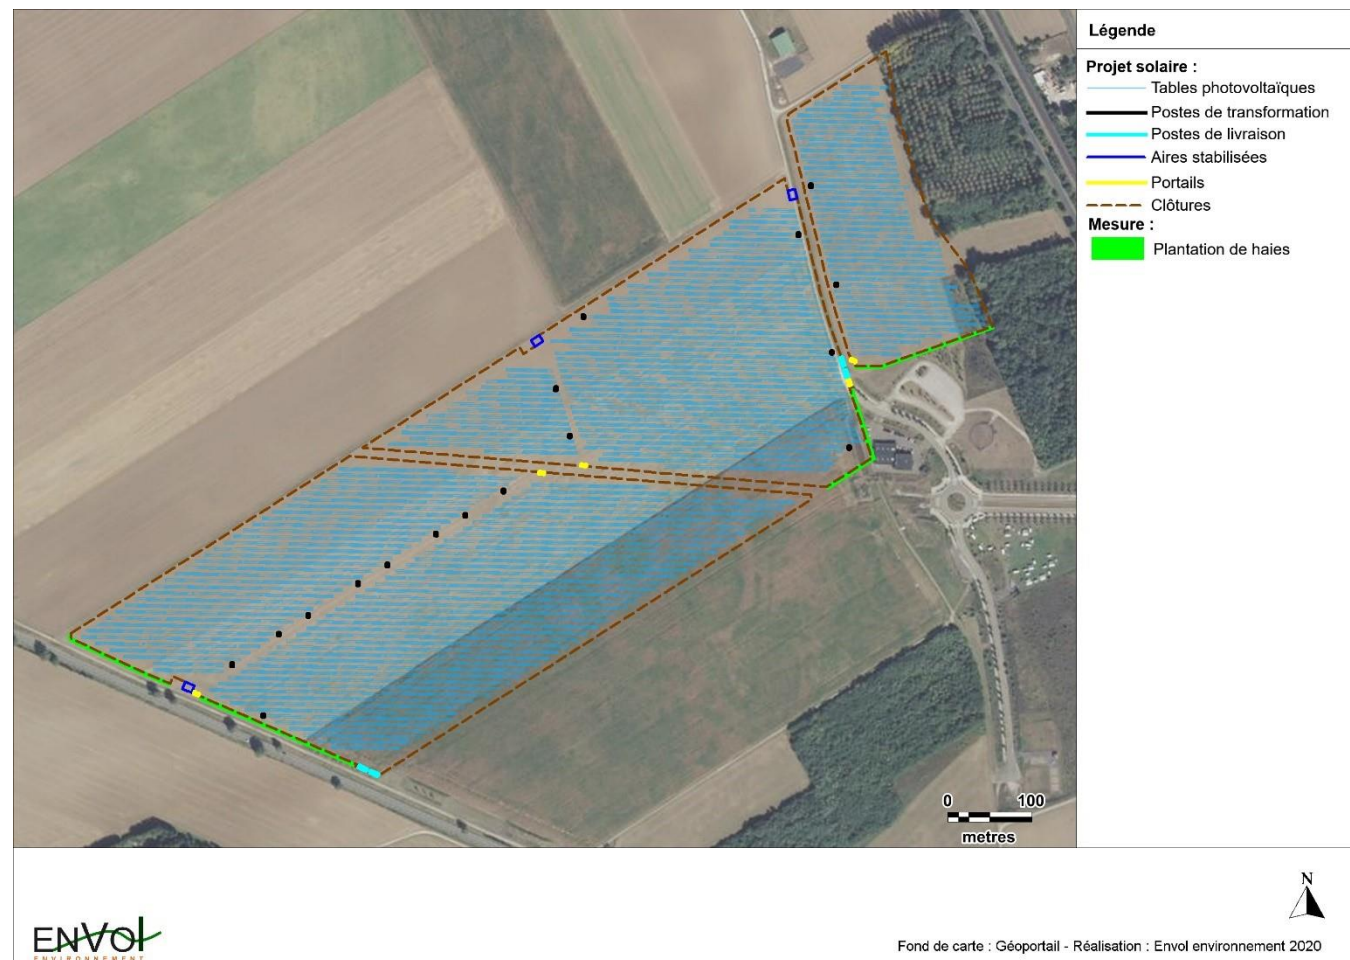 Légende
Projet solaire :
Tables photovoltaïques
Postes de transformation
Postes de livraison
Aires stabilisées
Portails
Clôtures
Mesure :
Plantation de haies
0 100
metres
N
ENVOl
ENVIRONNEMENT
Fond de carte : Géoportail - Réalisation : Envol environnement 2020